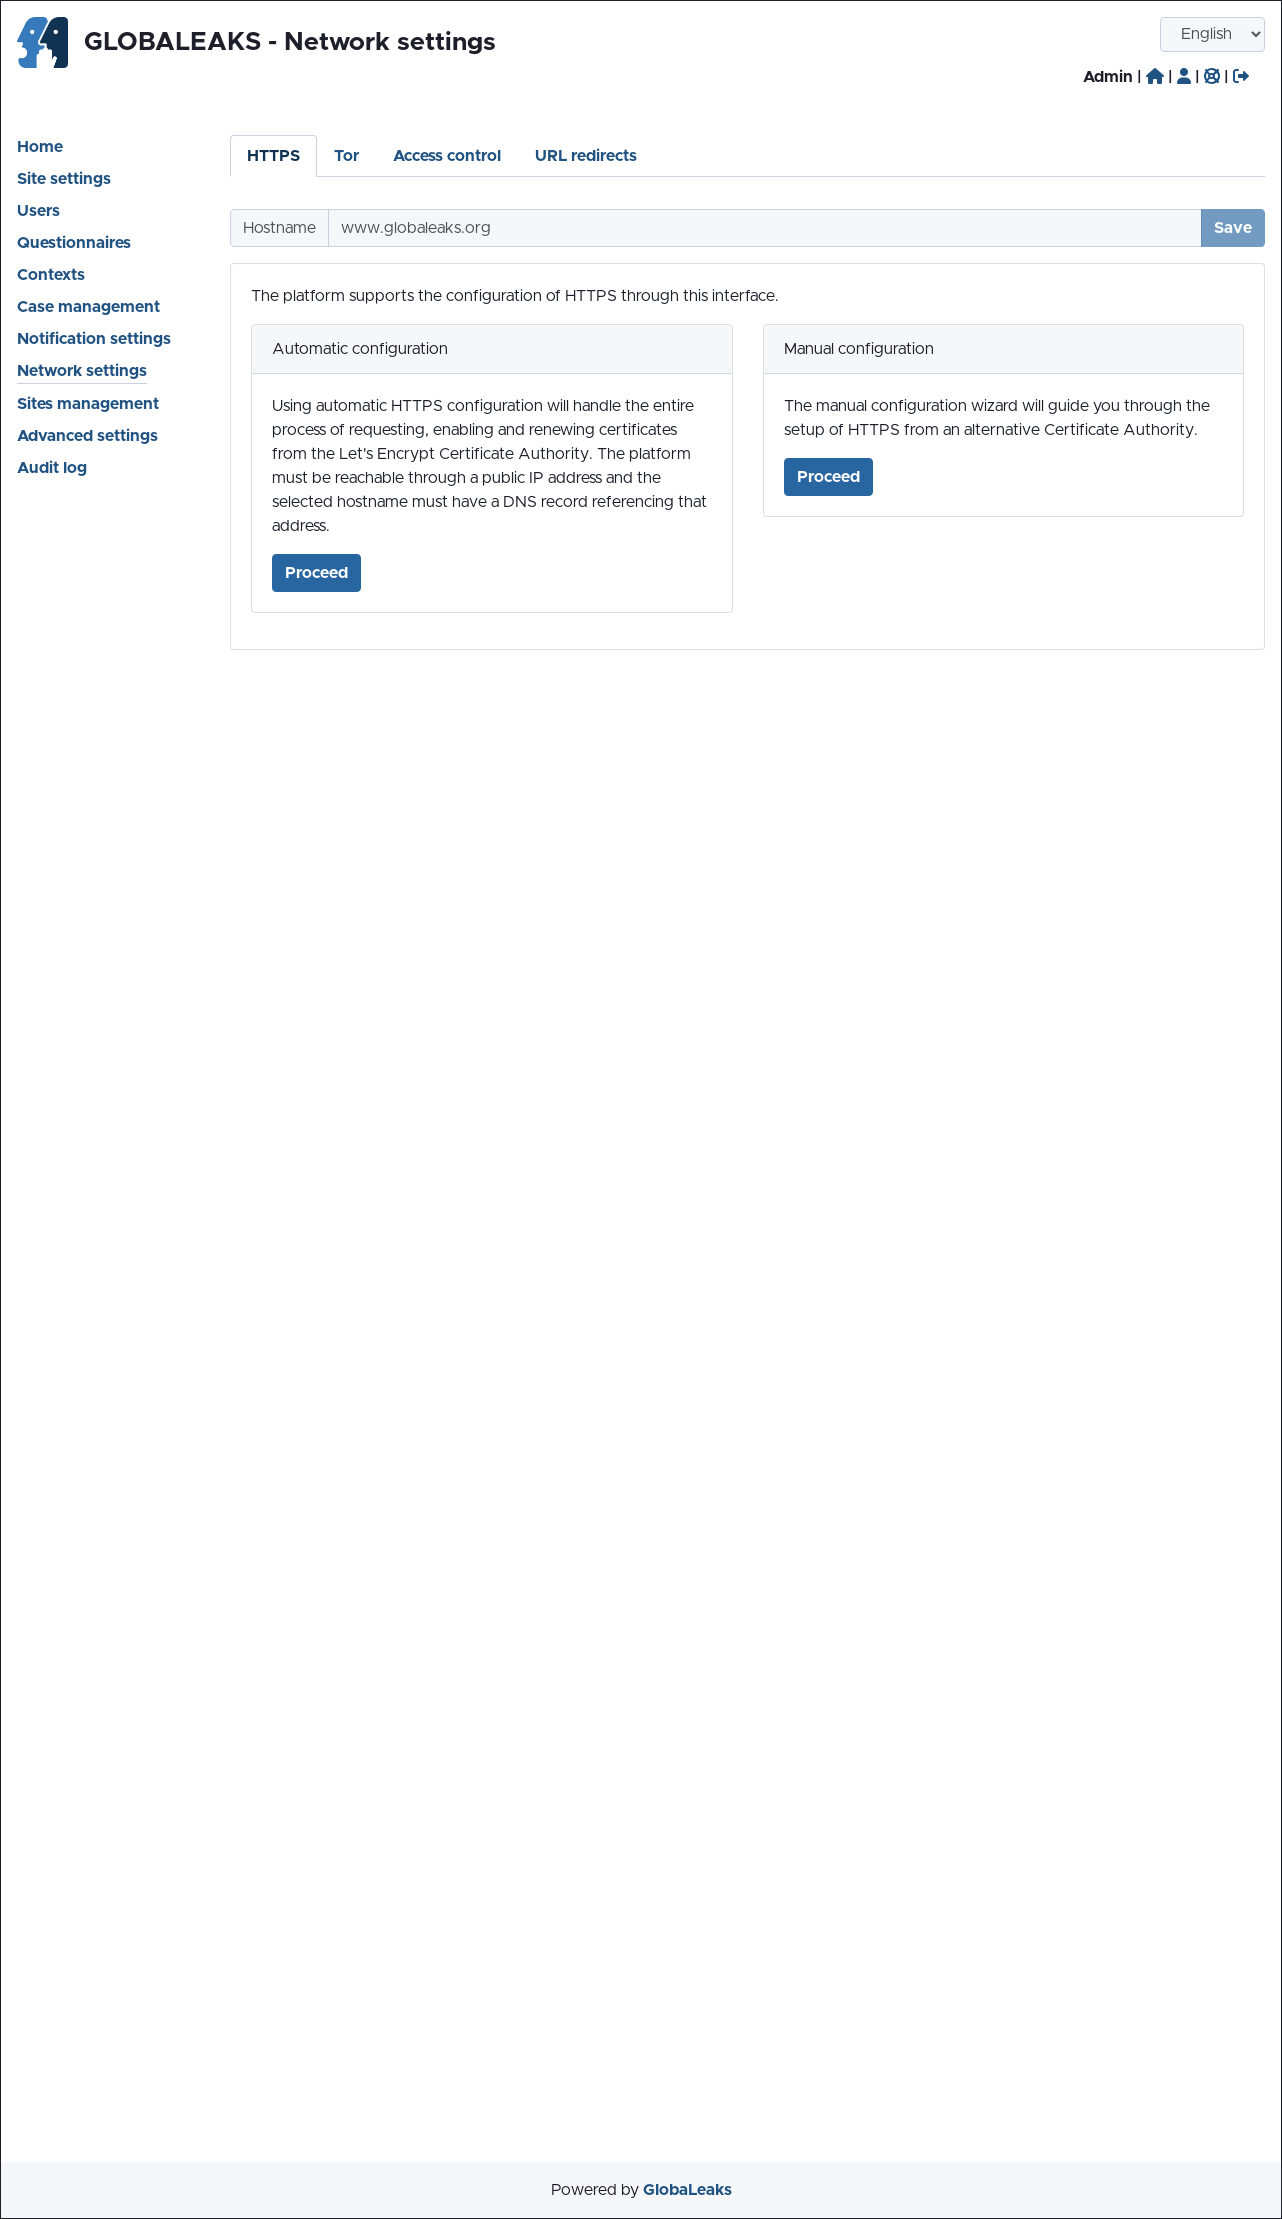 GLOBALEAKS - Network settings
English
Admin | | | |
Home
Site settings
Users
Questionnaires
Contexts
Case management
Notification settings
Network settings
Sites management
Advanced settings
Audit log
HTTPS Tor Access control URL redirects
Hostname www.globaleaks.org Save
The platform supports the configuration of HTTPS through this interface.
Automatic configuration
Using automatic HTTPS configuration will handle the entire
process of requesting, enabling and renewing certificates
from the Let's Encrypt Certificate Authority. The platform
must be reachable through a public IP address and the
selected hostname must have a DNS record referencing that
address.
Proceed
Manual configuration
The manual configuration wizard will guide you through the
setup of HTTPS from an alternative Certificate Authority.
Proceed
Powered by GlobaLeaks